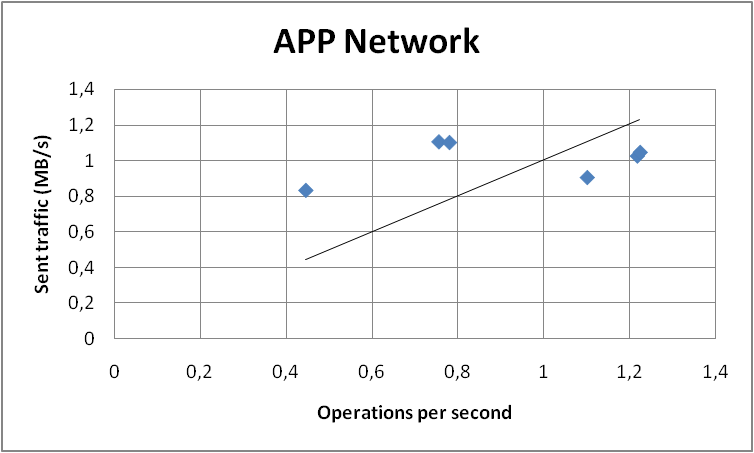 APP Network
1,4
1,2
1
0,8
0,6
0,4
0,2
0
Sent traffic (MB/s)
0 0,2 0,4 0,6 0,8 1 1,2 1,4
Operations per second